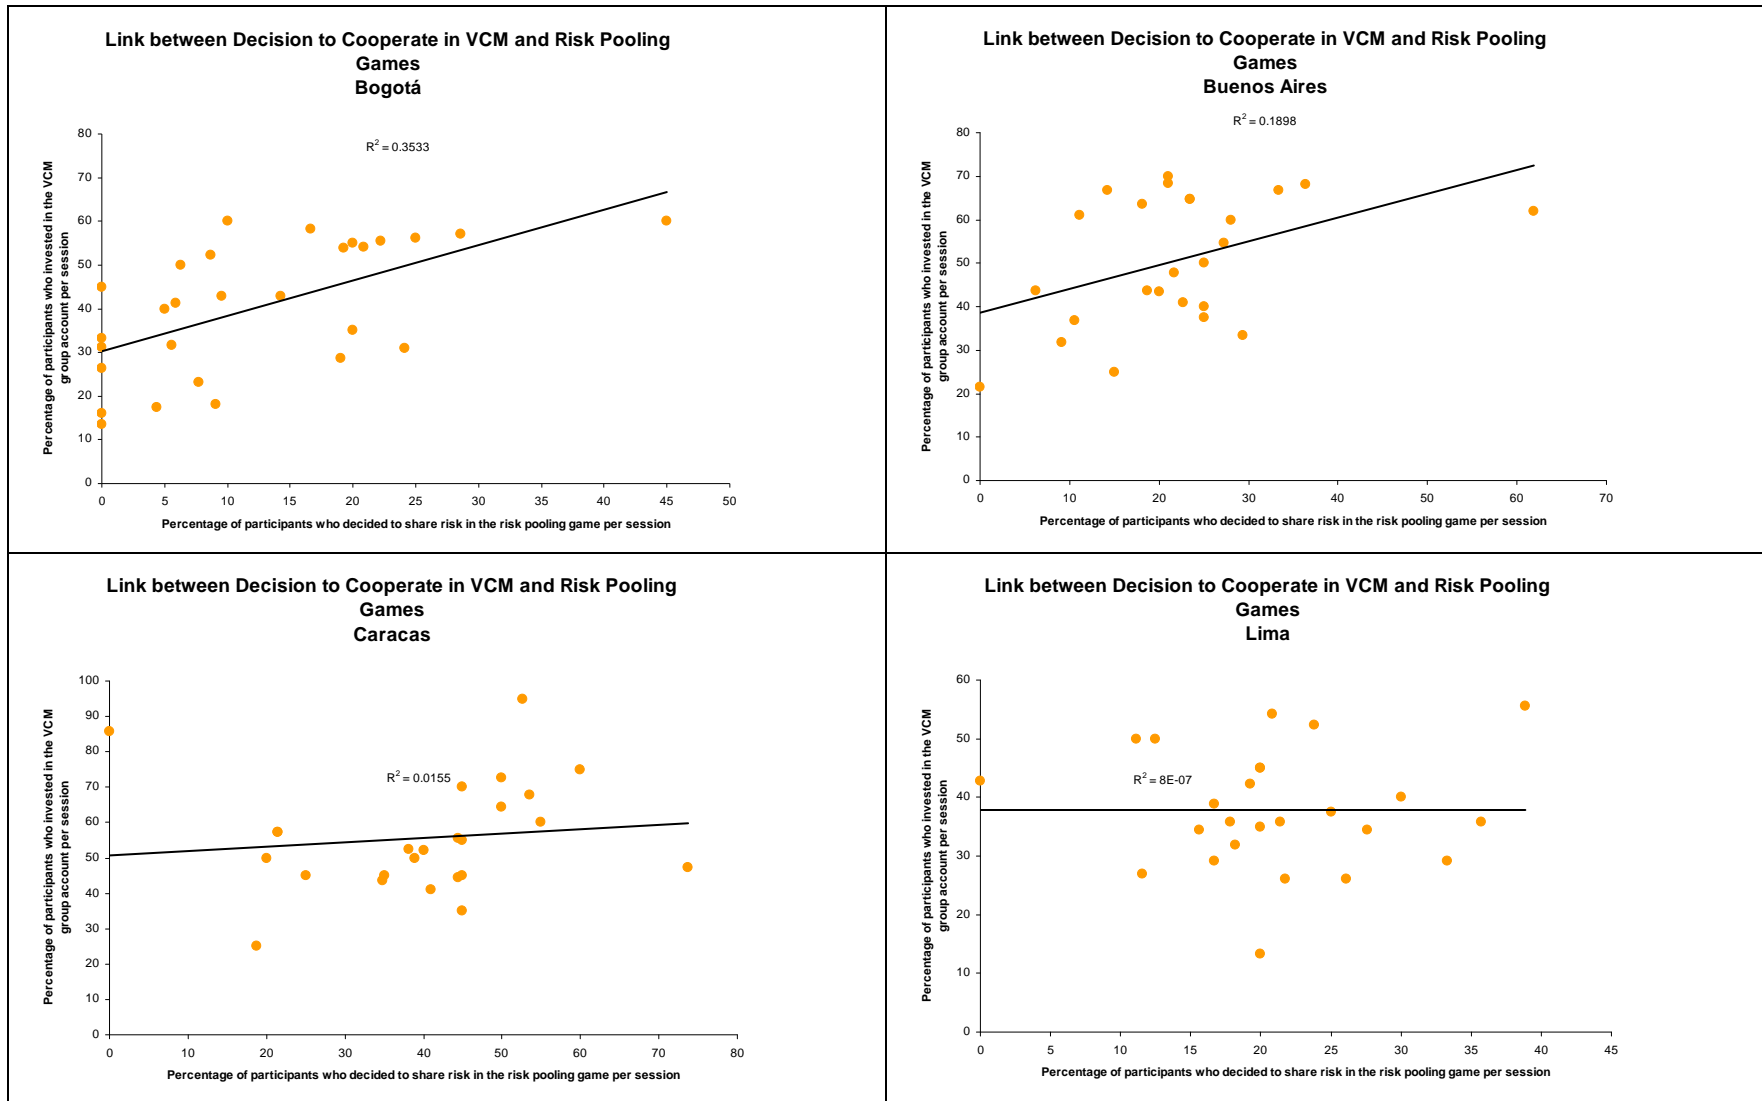 Link between Decision to Cooperate in VCM and Risk Pooling
Games
Bogotá
R² = 0.3533
80
70
60
50
40
30
20
10
0
0 5 10 15 20 25 30 35 40 45 50
Percentage of participants who invested in the VCM
group account per session
Percentage of participants who decided to share risk in the risk pooling game per session
Link between Decision to Cooperate in VCM and Risk Pooling
Games
Buenos Aires
R² = 0.1898
80
70
60
50
40
30
20
10
0
0 10 20 30 40 50 60 70
Percentage of participants who invested in the VCM
group account per session
Percentage of participants who decided to share risk in the risk pooling game per session
Link between Decision to Cooperate in VCM and Risk Pooling
Games
Caracas
R² = 0.0155
100
90
80
70
60
50
40
30
20
10
0
0 10 20 30 40 50 60 70 80
Percentage of participants who invested in the VCM
group account per session
Percentage of participants who decided to share risk in the risk pooling game per session
Link between Decision to Cooperate in VCM and Risk Pooling
Games
Lima
R² = 8E-07
60
50
40
30
20
10
0
0 5 10 15 20 25 30 35 40 45
Percentage of participants who invested in the VCM
group account per session
Percentage of participants who decided to share risk in the risk pooling game per session